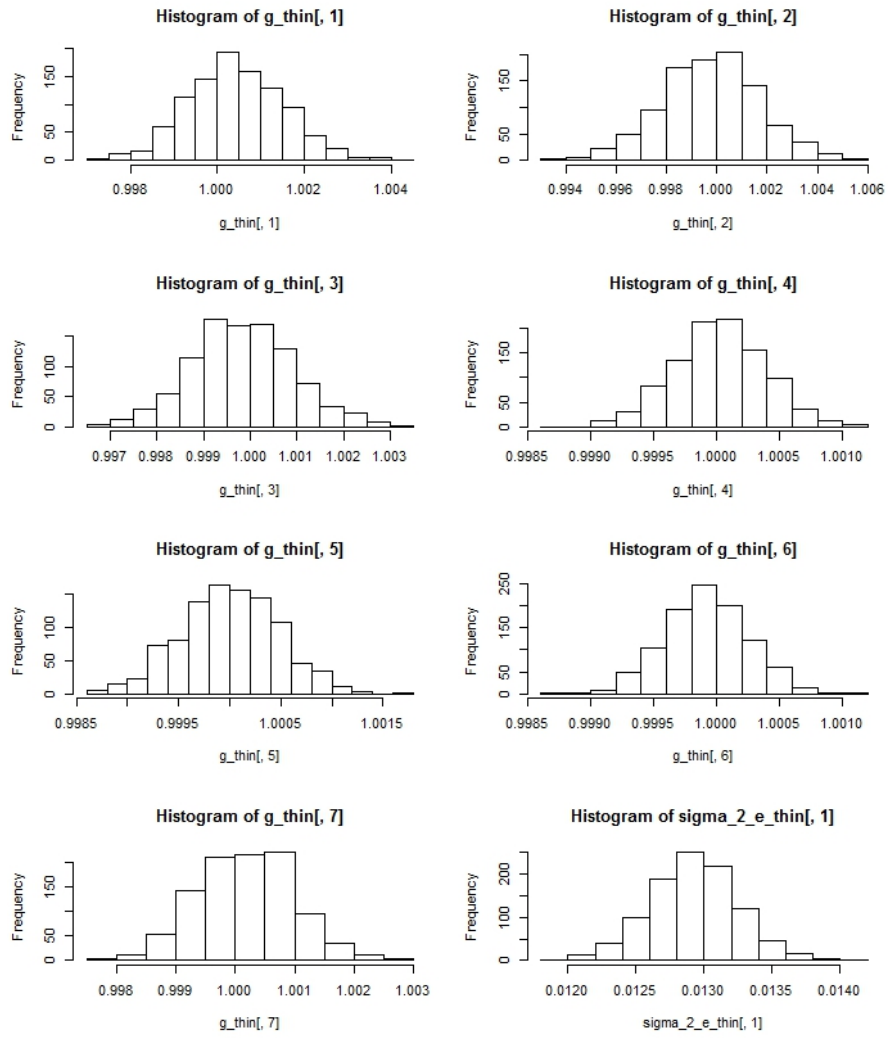 Histogram of g_thin[, 1]
Frequency
0 50 150
0.998 1.000 1.002 1.004
g_thin[, 1]
Histogram of g_thin[, 2]
Frequency
0 50 150
0.994 0.996 0.998 1.000 1.002 1.004 1.006
g_thin[, 2]
Histogram of g_thin[, 3]
Frequency
0 50 100
0.997 0.998 0.999 1.000 1.001 1.002 1.003
g_thin[, 3]
Histogram of g_thin[, 4]
Frequency
0 50 150
0.9985 0.9990 0.9995 1.0000 1.0005 1.0010
g_thin[, 4]
Histogram of g_thin[, 5]
Frequency
0 50 100
0.9985 0.9995 1.0005 1.0015
g_thin[, 5]
Histogram of g_thin[, 6]
Frequency
0 50 150 250
0.9985 0.9990 0.9995 1.0000 1.0005 1.0010
g_thin[, 6]
Histogram of g_thin[, 7]
Frequency
0 50 150
0.998 0.999 1.000 1.001 1.002 1.003
g_thin[, 7]
Histogram of sigma_2_e_thin[, 1]
Frequency
0 100 200
0.0120 0.0125 0.0130 0.0135 0.0140
sigma_2_e_thin[, 1]